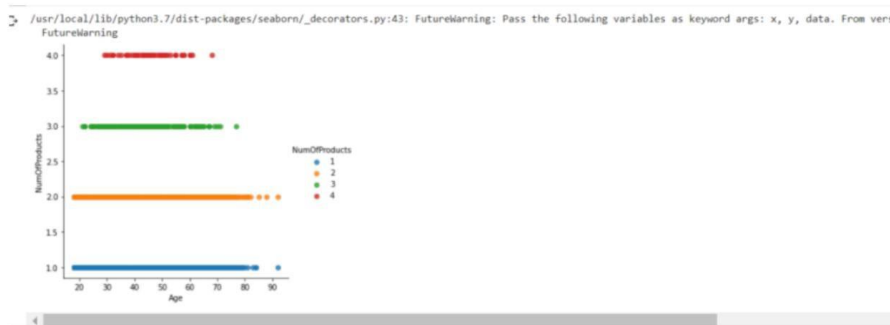 /usr/local/lib/python3.7/dist-packages/seaborn/_decorators.py:43: FutureWarning: Pass the following variables as keyword args: x, y, data. From vers
FutureWarning
4.0
3.5
3.0
2.5
2.0
1.5
1.0
NumOfProducts
20 30 40 50 60 70 80 90
Age
NumOfProducts
1
2
3
4